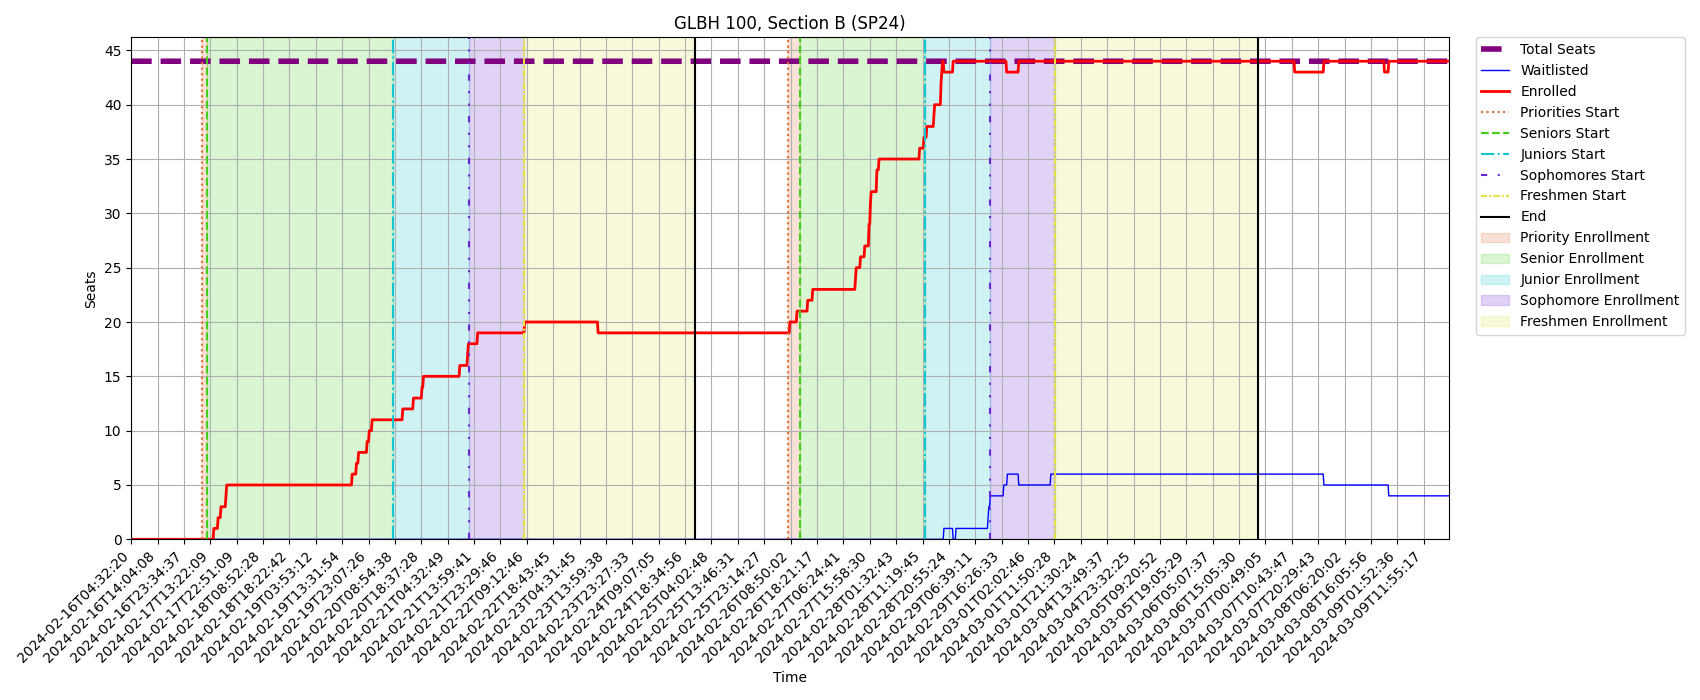 GLBH 100, Section B (SP24)
45
40
35
30
25
20
15
10
5
0
Seats
2024-02-16T04:32:20
2024-02-16T14:04:08
2024-02-16T23:34:37
2024-02-17T13:22:09
2024-02-17T22:51:09
2024-02-18T08:52:28
2024-02-18T18:22:42
2024-02-19T03:53:12
2024-02-19T13:31:54
2024-02-19T23:07:26
2024-02-20T08:54:38
2024-02-20T18:37:28
2024-02-21T04:32:49
2024-02-21T13:59:41
2024-02-21T23:29:46
2024-02-22T09:12:46
2024-02-22T18:43:45
2024-02-23T04:31:45
2024-02-23T13:59:38
2024-02-23T23:27:33
2024-02-24T09:07:05
2024-02-24T18:34:56
2024-02-25T04:02:48
2024-02-25T13:46:31
2024-02-25T23:14:27
2024-02-26T08:50:02
2024-02-26T18:21:17
2024-02-27T06:24:41
2024-02-27T15:58:30
2024-02-28T01:32:43
2024-02-28T11:19:45
2024-02-28T20:55:24
2024-02-29T06:39:11
2024-02-29T16:26:33
2024-03-01T02:02:46
2024-03-01T11:50:28
2024-03-01T21:30:24
2024-03-04T13:49:37
2024-03-04T23:32:25
2024-03-05T09:20:52
2024-03-05T19:05:29
2024-03-06T05:07:37
2024-03-06T15:05:30
2024-03-07T00:49:05
2024-03-07T10:43:47
2024-03-07T20:29:43
2024-03-08T06:20:02
2024-03-08T16:05:56
2024-03-09T01:52:36
2024-03-09T11:55:17
Time
Total Seats
Waitlisted
Enrolled
Priorities Start
Seniors Start
Juniors Start
Sophomores Start
Freshmen Start
End
Priority Enrollment
Senior Enrollment
Junior Enrollment
Sophomore Enrollment
Freshmen Enrollment